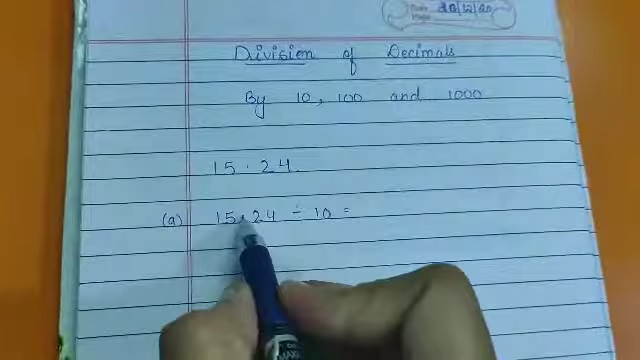 Division of Decimals
By 10, 100 and 1000
15.24
(a) 15.24 ÷ 10 =